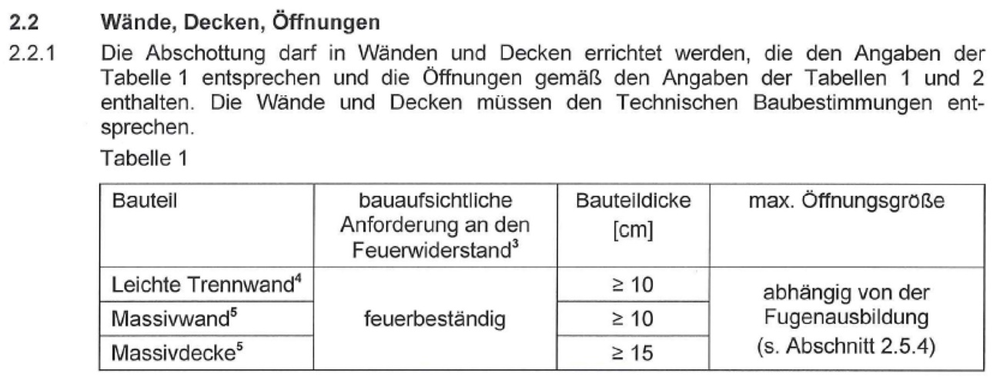 2.2 Wände, Decken, Öffnungen
2.2.1 Die Abschottung darf in Wänden und Decken errichtet werden, die den Angaben der
Tabelle 1 entsprechen und die Öffnungen gemäß den Angaben der Tabellen 1 und 2
enthalten. Die Wände und Decken müssen den Technischen Baubestimmungen ent-
sprechen.
Tabelle 1
Bauteil
bauaufsichtliche
Anforderung an den
Feuerwiderstand³
Bauteildicke
[cm]
max. Öffnungsgröße
Leichte Trennwand⁴
≥ 10
Massivwand⁵
≥ 10
Massivdecke⁵
≥ 15
feuerbeständig
abhängig von der
Fugenausbildung
(s. Abschnitt 2.5.4)